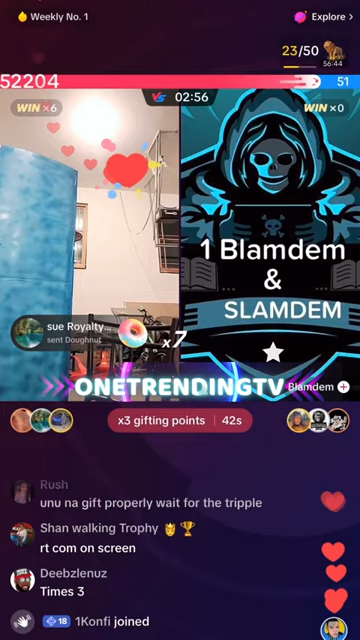 Weekly No. 1
Explore >
23/50
56:44
52204
51
WIN ×6
VS 02:56
WIN ×0
1 Blamdem
&
SLAMDEM
sue Royalty...
sent Doughnut
x7
ONETRENDINGTV
Blamdem
x3 gifting points | 42s
Rush
unu na gift properly wait for the tripple
Shan walking Trophy
rt com on screen
Deebzlenuz
Times 3
18 1Konfi joined